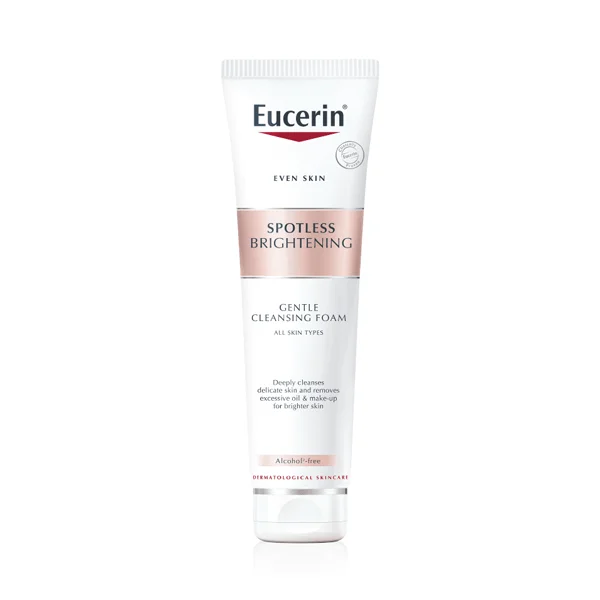 Eucerin®
EVEN SKIN
SPOTLESS
BRIGHTENING
GENTLE
CLEANSING FOAM
ALL SKIN TYPES
Deeply cleanses
delicate skin and removes
excessive oil & make-up
for brighter skin
Alcohol*-free
DERMATOLOGICAL SKINCARE